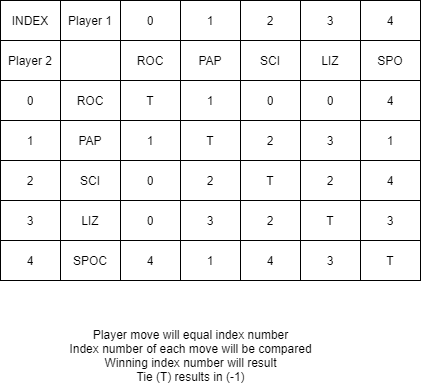 INDEX Player 1 0 1 2 3 4
Player 2 ROC PAP SCI LIZ SPO
0 ROC T 1 0 0 4
1 PAP 1 T 2 3 1
2 SCI 0 2 T 2 4
3 LIZ 0 3 2 T 3
4 SPOC 4 1 4 3 T
Player move will equal index number
Index number of each move will be compared
Winning index number will result
Tie (T) results in (-1)